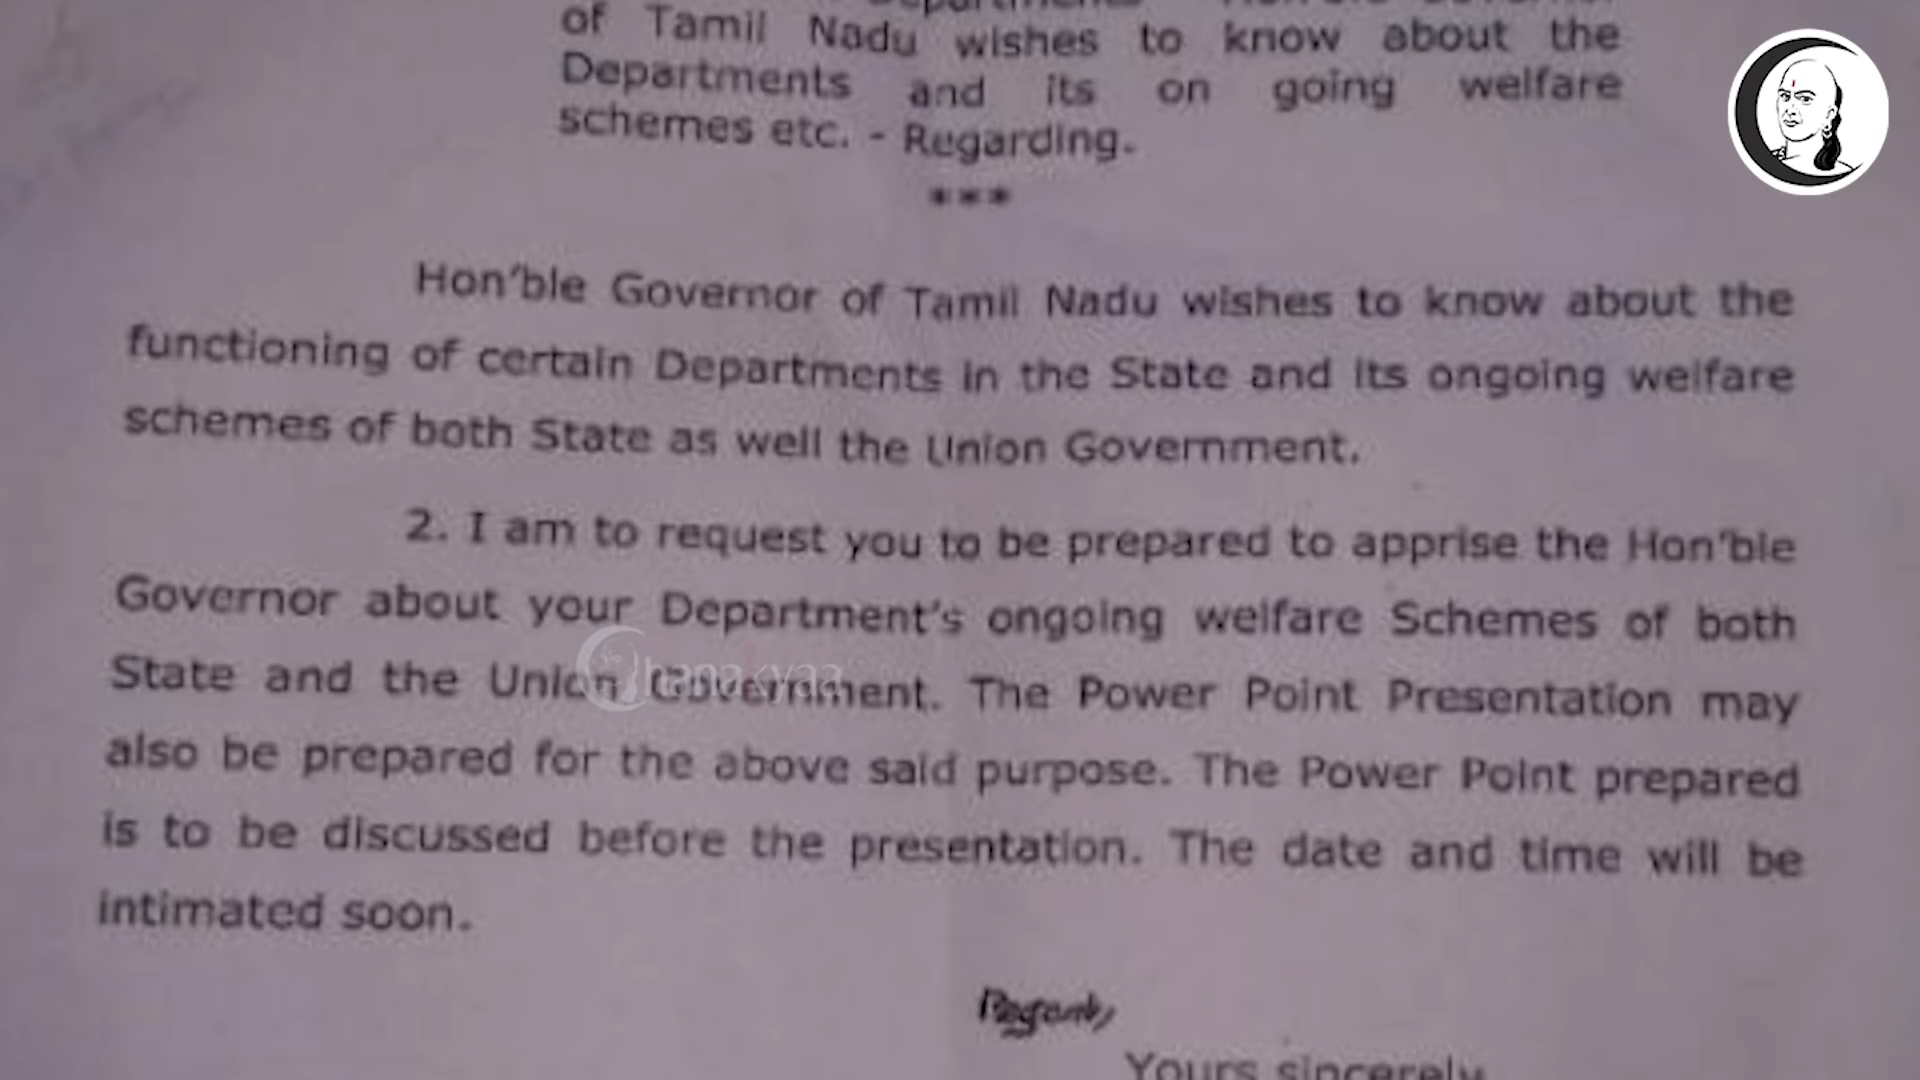 of Tamil Nadu wishes to know about the
Departments and its on going welfare
schemes etc. - Regarding.
***
Hon'ble Governor of Tamil Nadu wishes to know about the
functioning of certain Departments in the State and its ongoing welfare
schemes of both State as well the Union Government.
2. I am to request you to be prepared to apprise the Hon'ble
Governor about your Department's ongoing welfare Schemes of both
State and the Union Government. The Power Point Presentation may
also be prepared for the above said purpose. The Power Point prepared
is to be discussed before the presentation. The date and time will be
intimated soon.
Yours sincerely